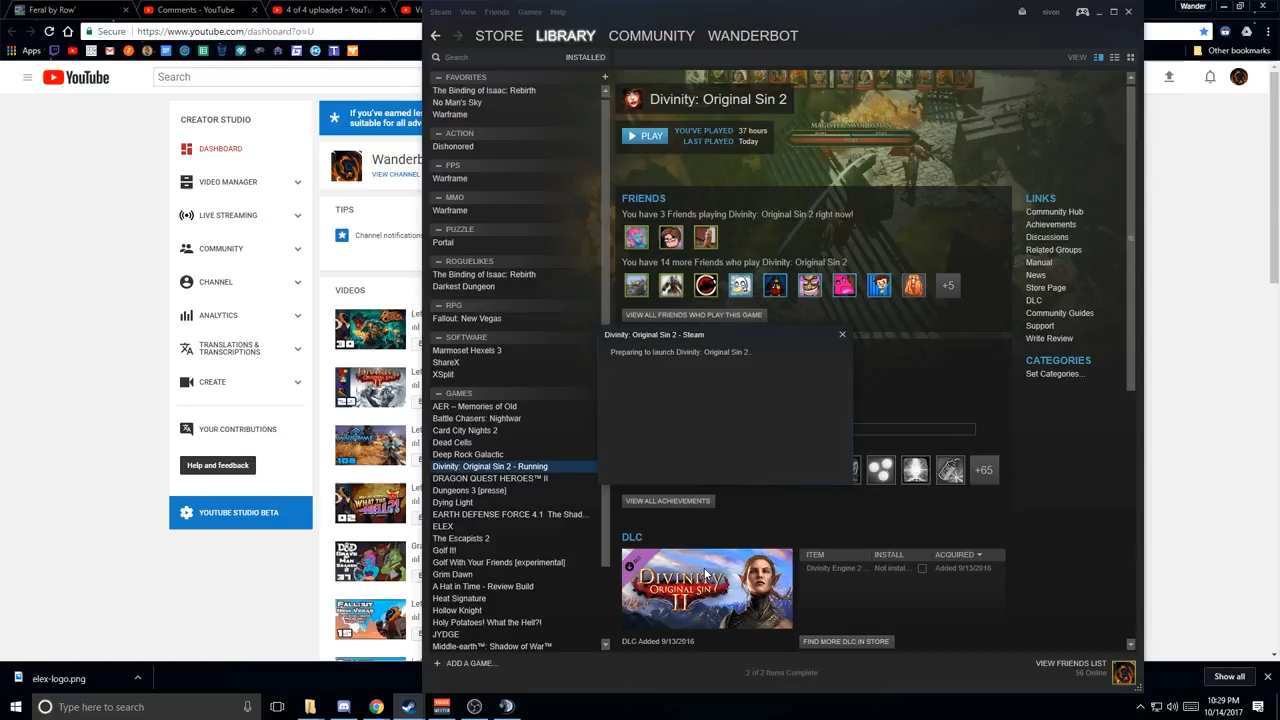 Feral by Row'
Comments - YouTube
4 of 4 uploaded - YouTu
Secure
https://www.youtube.com/dashboard?o=U
Apps
Other bookmarks
Wander
YouTube
Search
CREATOR STUDIO
DASHBOARD
VIDEO MANAGER
LIVE STREAMING
COMMUNITY
CHANNEL
ANALYTICS
TRANSLATIONS &
TRANSCRIPTIONS
CREATE
YOUR CONTRIBUTIONS
Help and feedback
YOUTUBE STUDIO BETA
If you've earned les
suitable for all adv
Wanderb
VIEW CHANNEL
TIPS
Channel notifications
VIDEOS
Steam View Friends Games Help
sivon
STORE LIBRARY COMMUNITY WANDERBOT
Search
INSTALLED
VIEW
FAVORITES
The Binding of Isaac: Rebirth
No Man's Sky
Warframe
ACTION
Dishonored
FPS
Warframe
MMO
Warframe
PUZZLE
Portal
ROGUELIKES
The Binding of Isaac: Rebirth
Darkest Dungeon
RPG
Fallout: New Vegas
SOFTWARE
Marmoset Hexels 3
ShareX
XSplit
GAMES
AER – Memories of Old
Battle Chasers: Nightwar
Card City Nights 2
Dead Cells
Deep Rock Galactic
Divinity: Original Sin 2 - Running
DRAGON QUEST HEROES™ II
Dungeons 3 [presse]
Dying Light
EARTH DEFENSE FORCE 4.1 The Shad...
ELEX
The Escapists 2
Golf It!
Golf With Your Friends [experimental]
Grim Dawn
A Hat in Time - Review Build
Heat Signature
Hollow Knight
Holy Potatoes! What the Hell?!
JYDGE
Middle-earth™: Shadow of War™
ADD A GAME...
Divinity: Original Sin 2
MAGISTER SWORDSMAN
PLAY
YOU'VE PLAYED 37 hours
LAST PLAYED Today
FRIENDS
You have 3 Friends playing Divinity: Original Sin 2 right now!
You have 14 more Friends who play Divinity: Original Sin 2
+5
VIEW ALL FRIENDS WHO PLAY THIS GAME
Divinity: Original Sin 2 - Steam
Preparing to launch Divinity: Original Sin 2..
+65
VIEW ALL ACHIEVEMENTS
DLC
DIVINITY
ORIGINAL SIN
II
DLC Added 9/13/2016
ITEM INSTALL ACQUIRED
Divinity Engine 2 ... Not instal... Added 9/13/2016
FIND MORE DLC IN STORE
LINKS
Community Hub
Achievements
Discussions
Related Groups
Manual
News
Store Page
DLC
Community Guides
Support
Write Review
CATEGORIES
Set Categories...
2 of 2 Items Complete
VIEW FRIENDS LIST
56 Online
elex-logo.png
Show all
Type here to search
10:29 PM
10/14/2017